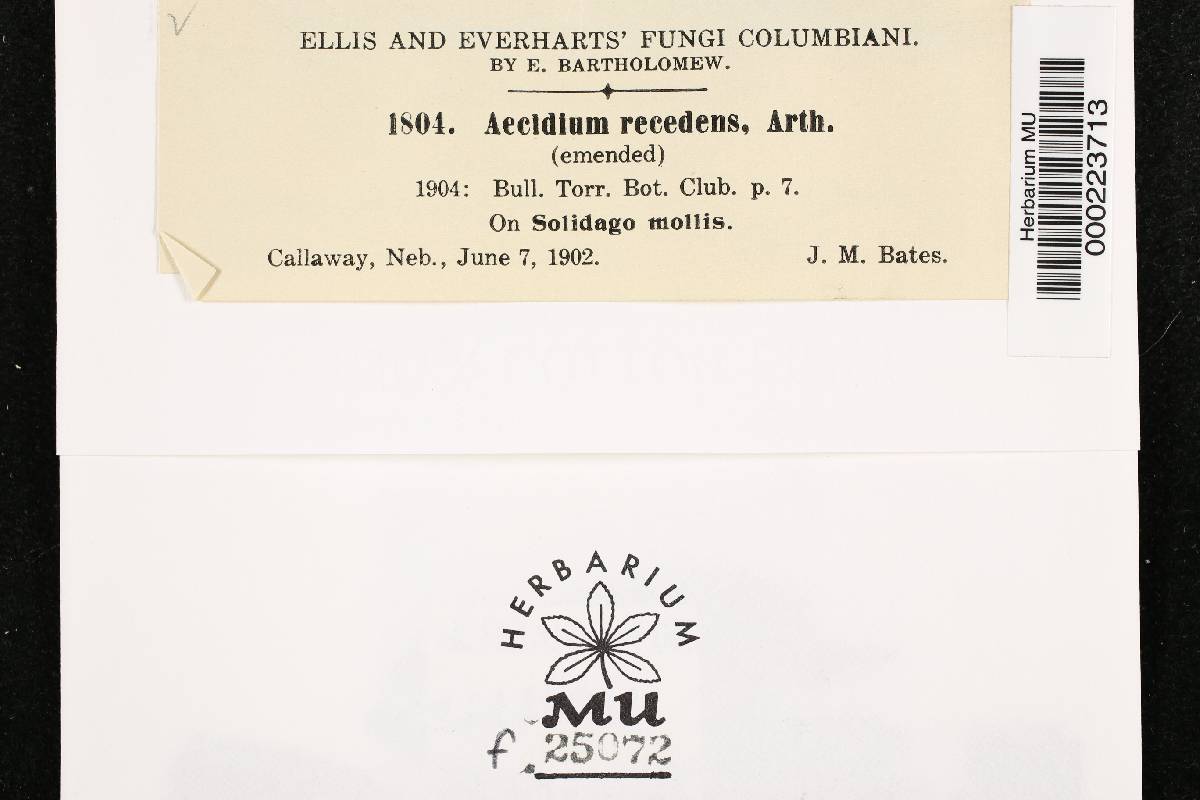 ELLIS AND EVERHARTS' FUNGI COLUMBIANI.
BY E. BARTHOLOMEW.
1804. Aecidium recedens, Arth.
(emended)
1904: Bull. Torr. Bot. Club. p. 7.
On Solidago mollis.
Callaway, Neb., June 7, 1902. J. M. Bates.
Herbarium MU
000223713
HERBARIUM
MU
f. 25072